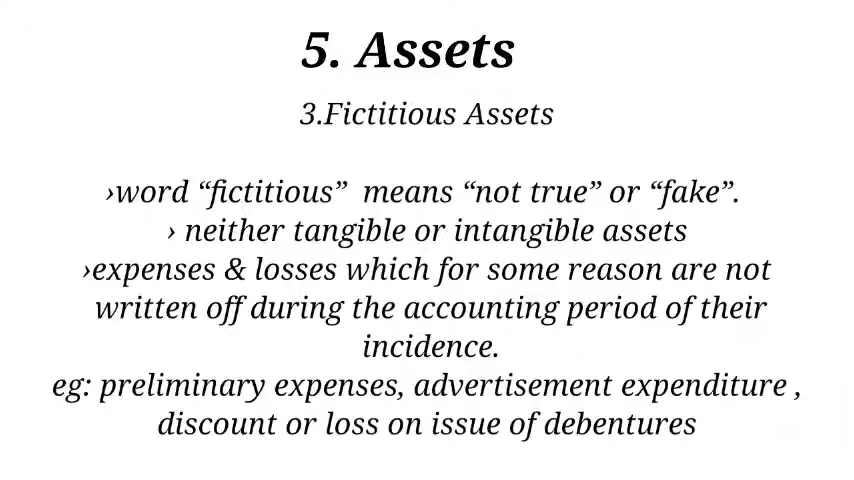 5. Assets
3.Fictitious Assets
›word “fictitious”  means “not true” or “fake”.
› neither tangible or intangible assets
›expenses & losses which for some reason are not
written off during the accounting period of their
incidence.
eg: preliminary expenses, advertisement expenditure ,
discount or loss on issue of debentures